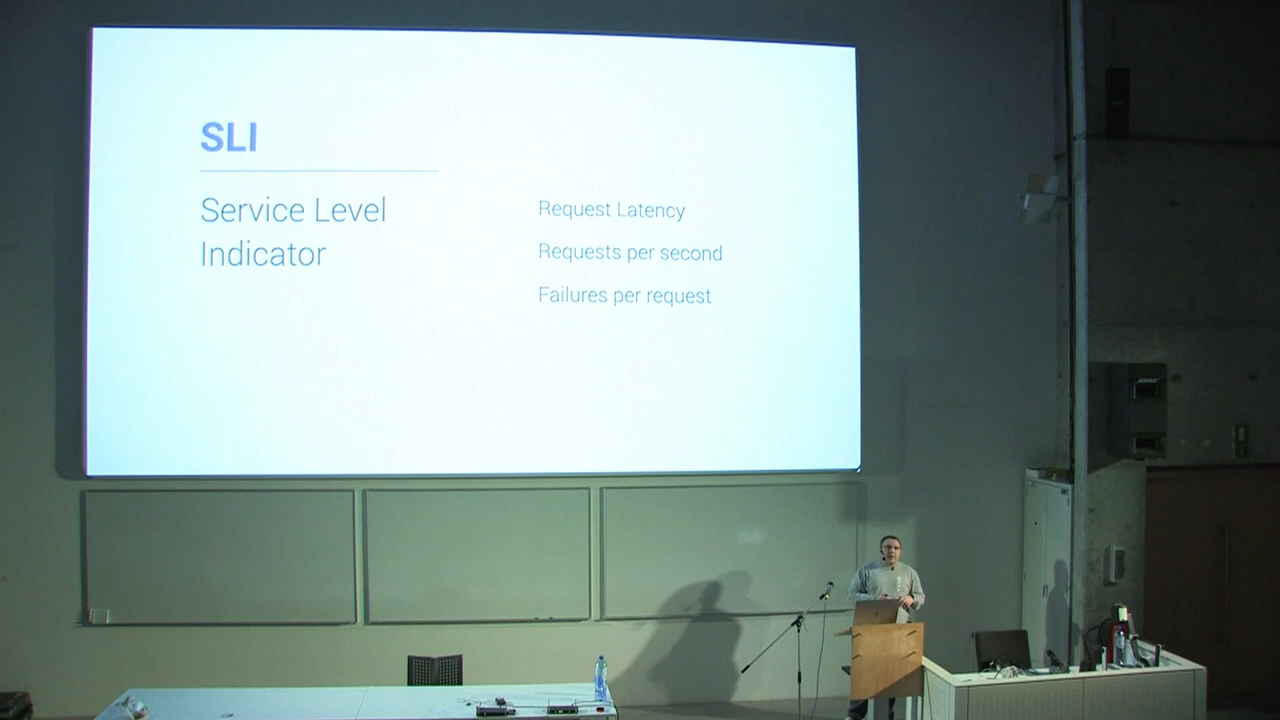 SLI
Service Level
Indicator
Request Latency
Requests per second
Failures per request